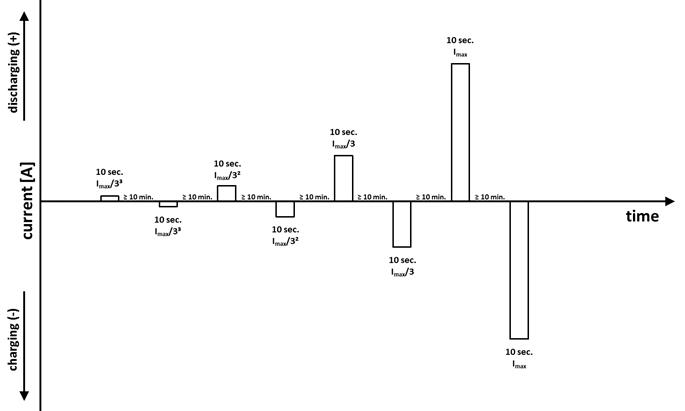 discharging (+)
current [A]
charging (-)
time
10 sec.
Imax/3³
≥ 10 min.
10 sec.
Imax/3³
≥ 10 min.
10 sec.
Imax/3²
≥ 10 min.
10 sec.
Imax/3²
≥ 10 min.
10 sec.
Imax/3
≥ 10 min.
10 sec.
Imax/3
≥ 10 min.
10 sec.
Imax
≥ 10 min.
10 sec.
Imax